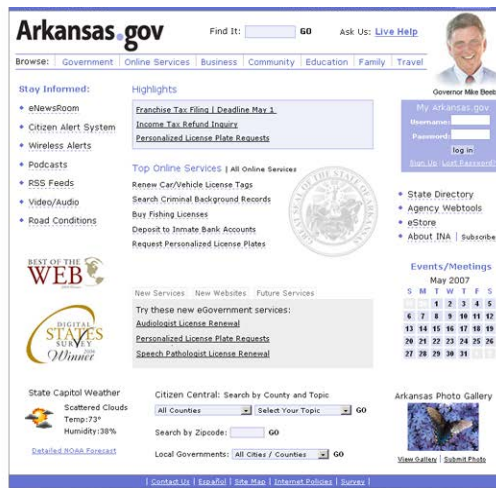 Arkansas.gov
Find It: GO Ask Us: Live Help
Browse: Government Online Services Business Community Education Family Travel
Governor Mike Beebe
Stay Informed:
eNewsRoom
Citizen Alert System
Wireless Alerts
Podcasts
RSS Feeds
Video/Audio
Road Conditions
BEST OF THE
WEB
DIGITAL
STATES
SURVEY
Winner
Highlights
Franchise Tax Filing | Deadline May 1
Income Tax Refund Inquiry
Personalized License Plate Requests
Top Online Services | All Online Services
Renew Car/Vehicle License Tags
Search Criminal Background Records
Buy Fishing Licenses
Deposit to Inmate Bank Accounts
Request Personalized License Plates
New Services New Websites Future Services
Try these new eGovernment services:
Audiologist License Renewal
Personalized License Plate Requests
Speech Pathologist License Renewal
My Arkansas.gov
Username:
Password:
log in
Sign Up | Lost Password?
State Directory
Agency Webtools
eStore
About INA | Subscribe
Events/Meetings
May 2007
S M T W T F S
1 2 3 4 5
6 7 8 9 10 11 12
13 14 15 16 17 18 19
20 21 22 23 24 25 26
27 28 29 30 31
State Capitol Weather
Scattered Clouds
Temp:73°
Humidity:38%
Detailed NOAA Forecast
Citizen Central: Search by County and Topic
All Counties Select Your Topic GO
Search by Zipcode: GO
Local Governments: All Cities / Counties GO
Arkansas Photo Gallery
View Gallery | Submit Photo
| Contact Us | Español | Site Map | Internet Policies | Survey |